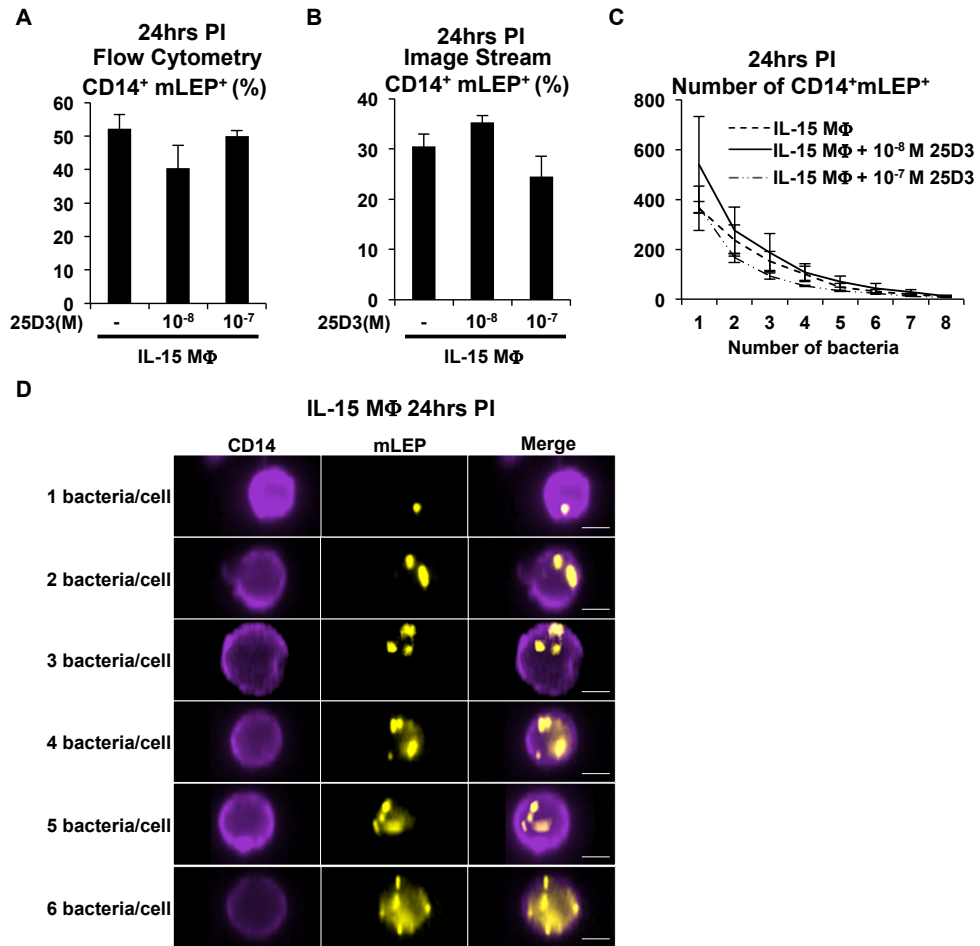 A
24hrs PI
Flow Cytometry
CD14⁺ mLEP⁺ (%)
60
50
40
30
20
10
0
25D3(M) - 10⁻⁸ 10⁻⁷
IL-15 MΦ
B
24hrs PI
Image Stream
CD14⁺ mLEP⁺ (%)
40
30
20
10
0
25D3(M) - 10⁻⁸ 10⁻⁷
IL-15 MΦ
C
24hrs PI
Number of CD14⁺mLEP⁺
800
600
400
200
0
IL-15 MΦ
IL-15 MΦ + 10⁻⁸ M 25D3
IL-15 MΦ + 10⁻⁷ M 25D3
1 2 3 4 5 6 7 8
Number of bacteria
D
IL-15 MΦ 24hrs PI
CD14 mLEP Merge
1 bacteria/cell
2 bacteria/cell
3 bacteria/cell
4 bacteria/cell
5 bacteria/cell
6 bacteria/cell